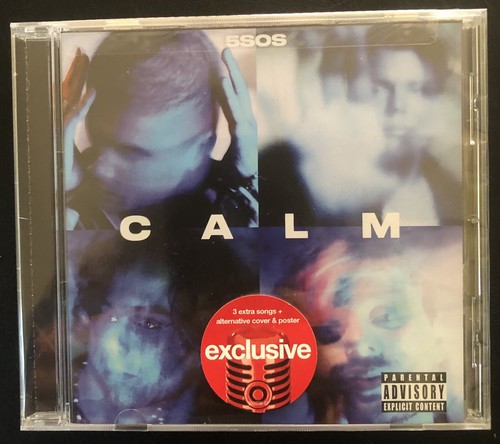 5SOS
C A L M
3 extra songs +
alternative cover & poster
exclusive
PARENTAL
ADVISORY
EXPLICIT CONTENT